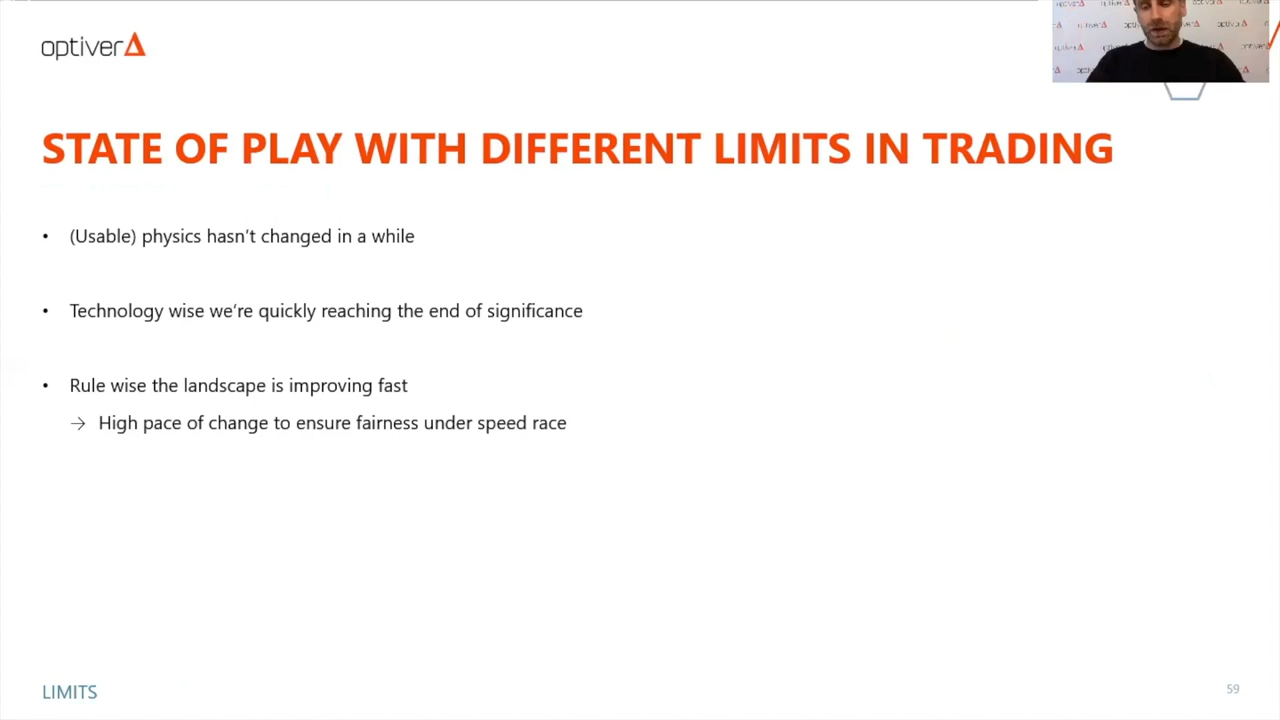 optiver
STATE OF PLAY WITH DIFFERENT LIMITS IN TRADING
• (Usable) physics hasn't changed in a while
• Technology wise we're quickly reaching the end of significance
• Rule wise the landscape is improving fast
→ High pace of change to ensure fairness under speed race
LIMITS
59